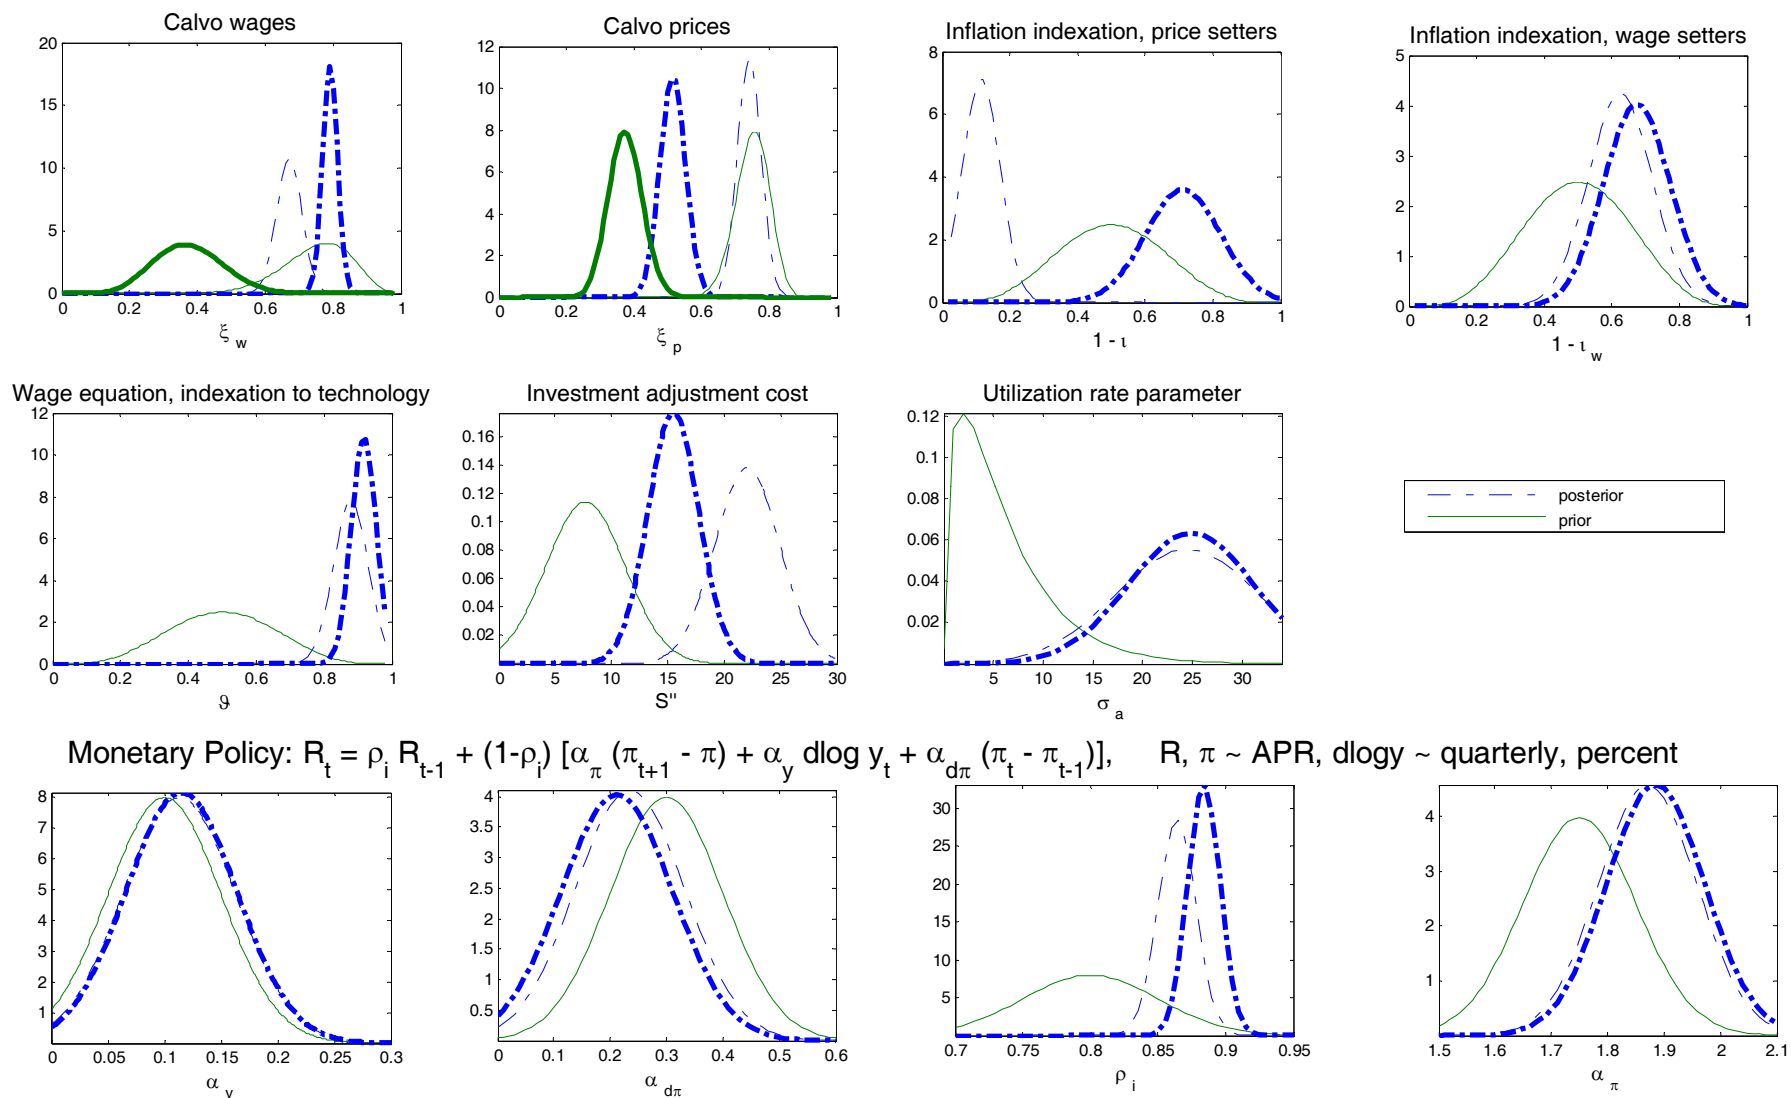 Calvo wages
Calvo prices
Inflation indexation, price setters
Inflation indexation, wage setters
20
15
10
5
0
0 0.2 0.4 0.6 0.8 1
ξ w
12
10
8
6
4
2
0
0 0.2 0.4 0.6 0.8 1
ξ p
8
6
4
2
0
0 0.2 0.4 0.6 0.8 1
1 - ι
5
4
3
2
1
0
0 0.2 0.4 0.6 0.8 1
1 - ι w
Wage equation, indexation to technology
Investment adjustment cost
Utilization rate parameter
12
10
8
6
4
2
0
0 0.2 0.4 0.6 0.8 1
ϑ
0.16
0.14
0.12
0.1
0.08
0.06
0.04
0.02
0 5 10 15 20 25 30
S''
0.12
0.1
0.08
0.06
0.04
0.02
5 10 15 20 25 30
σ a
posterior
prior
Monetary Policy: R t = ρ i R t-1 + (1-ρ i ) [α π (π t+1 - π) + α y dlog y t + α dπ (π t - π t-1 )], R, π ~ APR, dlogy ~ quarterly, percent
8
7
6
5
4
3
2
1
0 0.05 0.1 0.15 0.2 0.25 0.3
α y
4
3.5
3
2.5
2
1.5
1
0.5
0 0.1 0.2 0.3 0.4 0.5 0.6
α dπ
30
25
20
15
10
5
0.7 0.75 0.8 0.85 0.9 0.95
ρ i
4
3
2
1
1.5 1.6 1.7 1.8 1.9 2 2.1
α π